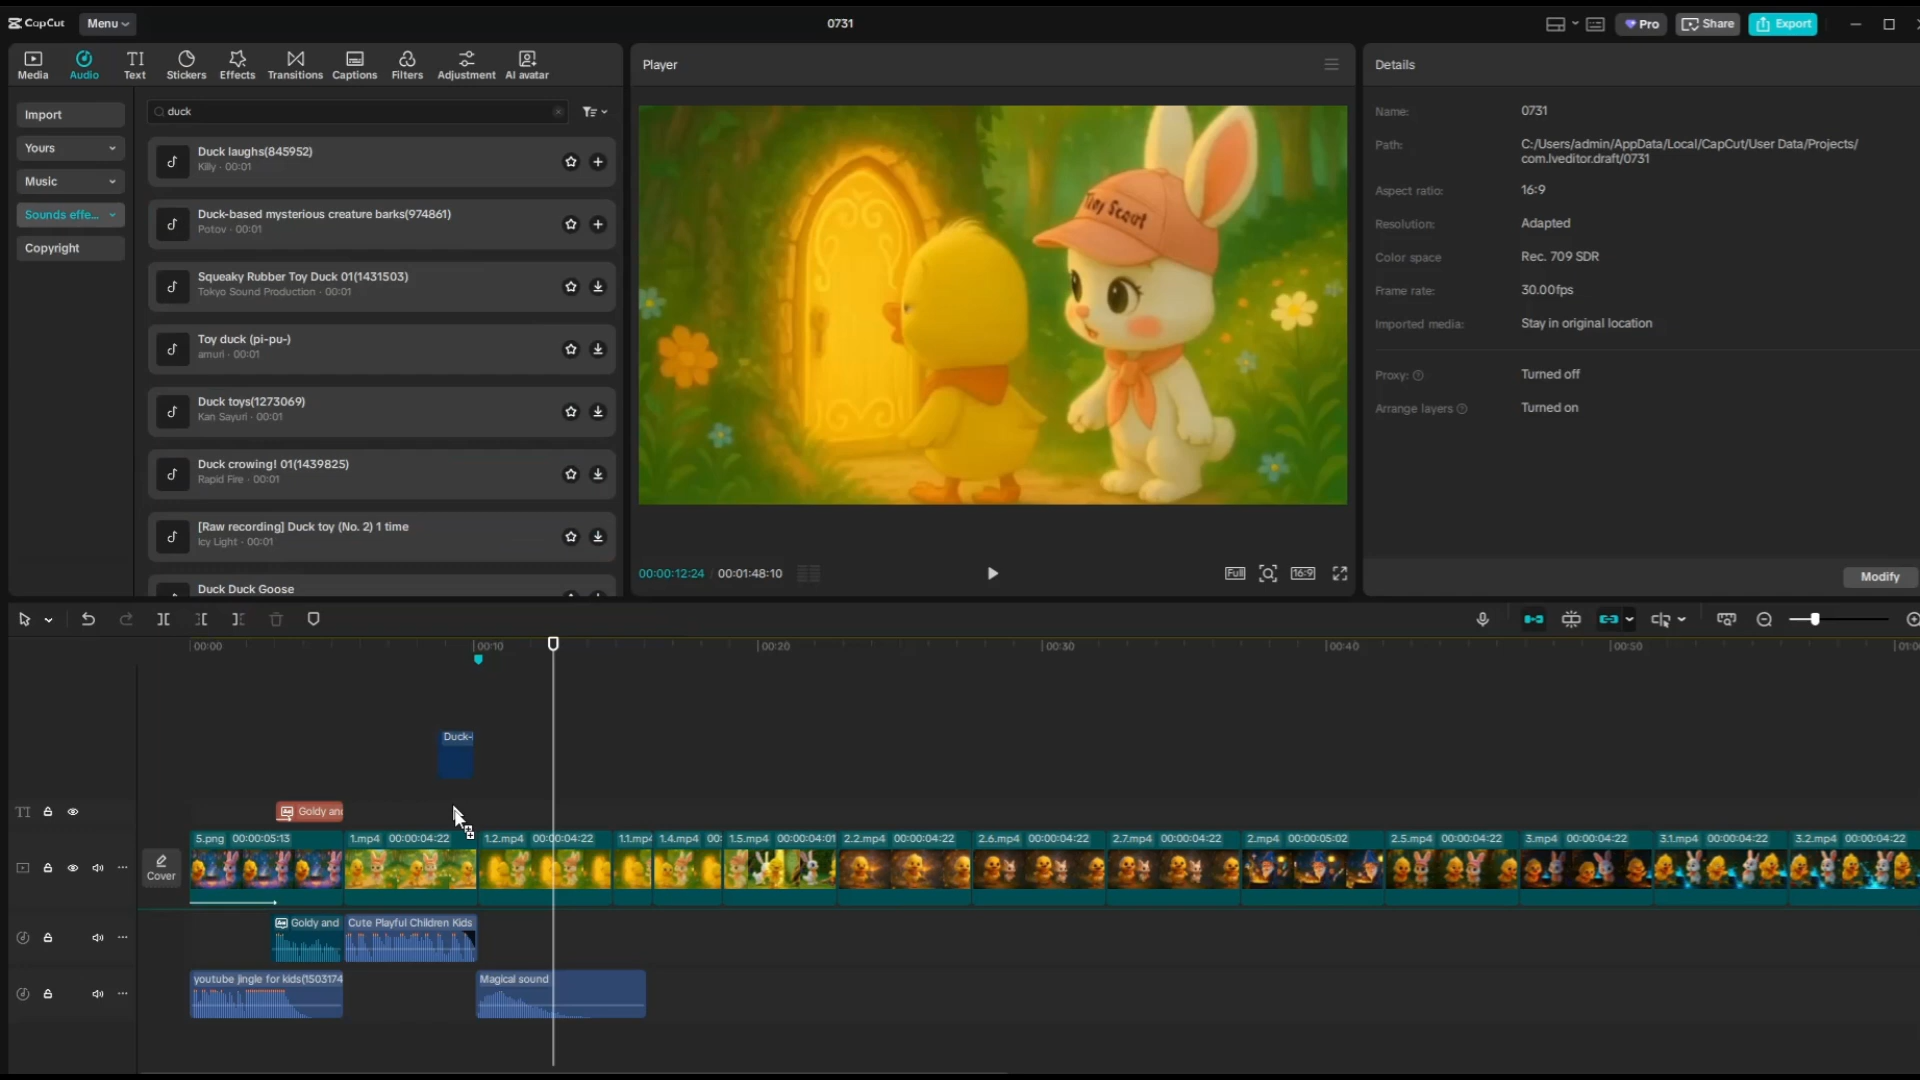 CapCut
Menu
0731
Pro
Share
Export
Media
Audio
Text
Stickers
Effects
Transitions
Captions
Filters
Adjustment
AI avatar
Import
Yours
Music
Sounds effe...
Copyright
duck
Duck laughs(845952)
Killy · 00:01
Duck-based mysterious creature barks(974861)
Potov · 00:01
Squeaky Rubber Toy Duck 01(1431503)
Tokyo Sound Production · 00:01
Toy duck (pi-pu-)
amuri · 00:01
Duck toys(1273069)
Kan Sayuri · 00:01
Duck crowing! 01(1439825)
Rapid Fire · 00:01
[Raw recording] Duck toy (No. 2) 1 time
Icy Light · 00:01
Duck Duck Goose
Player
Scout
00:00:12:24
00:01:48:10
Full
16:9
Details
Name:
0731
Path:
C:/Users/admin/AppData/Local/CapCut/User Data/Projects/
com.lveditor.draft/0731
Aspect ratio:
16:9
Resolution:
Adapted
Color space
Rec. 709 SDR
Frame rate:
30.00fps
Imported media:
Stay in original location
Proxy:
Turned off
Arrange layers
Turned on
Modify
00:00
00:10
00:20
00:30
00:40
00:50
Duck-
TI
Goldy and
Cover
5.png 00:00:05:13
1.mp4 00:00:04:22
1.2.mp4 00:00:04:22
1.1.mp4
1.4.mp4 00:
1.5.mp4 00:00:04:01
2.2.mp4 00:00:04:22
2.6.mp4 00:00:04:22
2.7.mp4 00:00:04:22
2.mp4 00:00:05:02
2.5.mp4 00:00:04:22
3.mp4 00:00:04:22
3.1.mp4 00:00:04:22
3.2.mp4 00:00:04:22
Goldy and
Cute Playful Children Kids
youtube jingle for kids(1503174
Magical sound